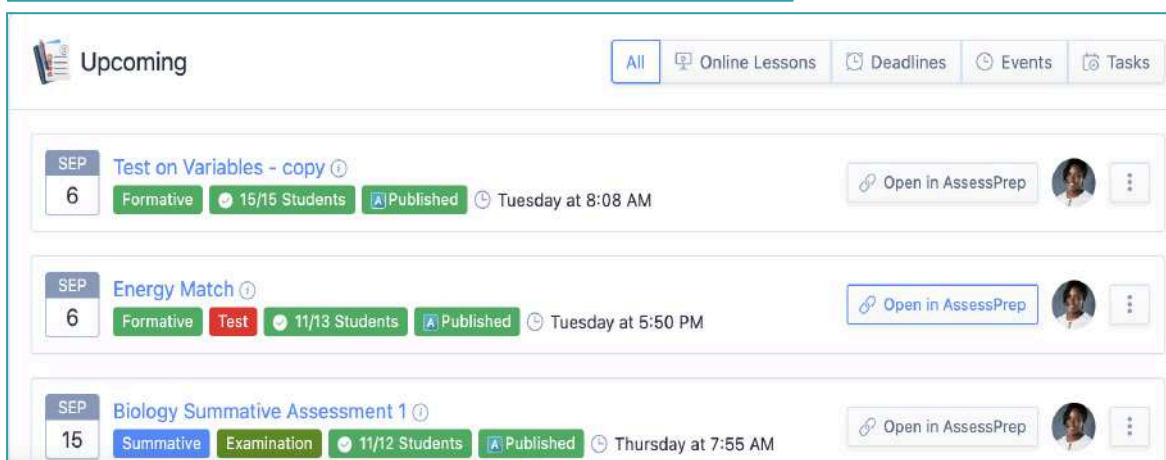 Upcoming
All Online Lessons Deadlines Events Tasks
SEP
6
Test on Variables - copy
Formative 15/15 Students Published Tuesday at 8:08 AM
Open in AssessPrep
SEP
6
Energy Match
Formative Test 11/13 Students Published Tuesday at 5:50 PM
Open in AssessPrep
SEP
15
Biology Summative Assessment 1
Summative Examination 11/12 Students Published Thursday at 7:55 AM
Open in AssessPrep